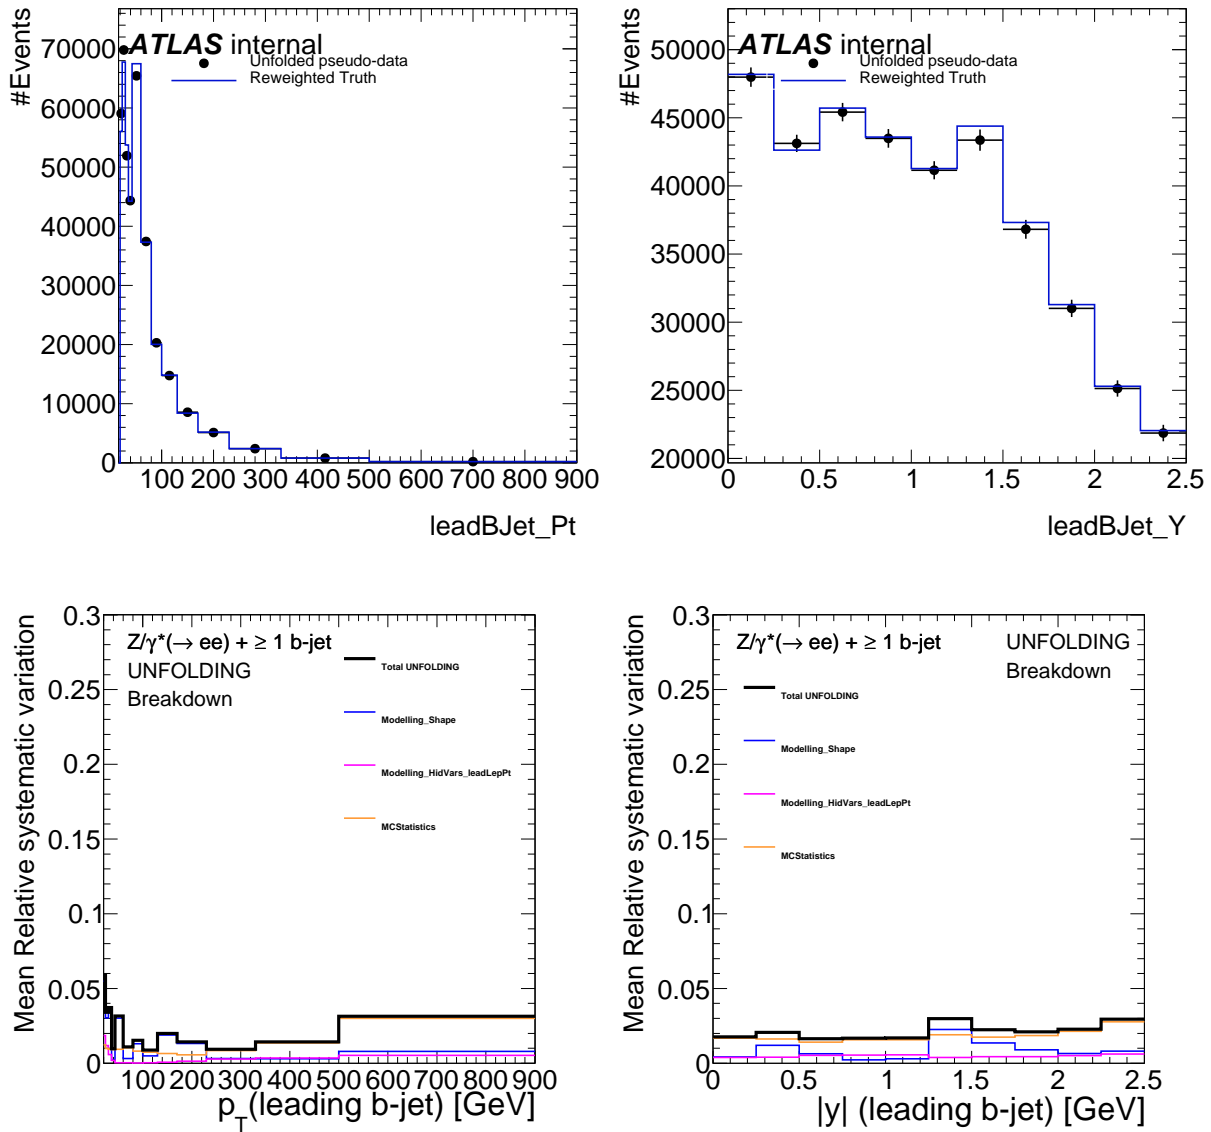 #Events
ATLAS internal
Unfolded pseudo-data
Reweighted Truth
70000
60000
50000
40000
30000
20000
10000
0
100 200 300 400 500 600 700 800 900
leadBJet_Pt
#Events
ATLAS internal
Unfolded pseudo-data
Reweighted Truth
50000
45000
40000
35000
30000
25000
20000
0 0.5 1 1.5 2 2.5
leadBJet_Y
Mean Relative systematic variation
Z/γ*(→ ee) + ≥ 1 b-jet
UNFOLDING
Breakdown
Total UNFOLDING
Modelling_Shape
Modelling_HidVars_leadLepPt
MCStatistics
0.3
0.25
0.2
0.15
0.1
0.05
0
100 200 300 400 500 600 700 800 900
p_T(leading b-jet) [GeV]
Mean Relative systematic variation
Z/γ*(→ ee) + ≥ 1 b-jet
UNFOLDING
Breakdown
Total UNFOLDING
Modelling_Shape
Modelling_HidVars_leadLepPt
MCStatistics
0.3
0.25
0.2
0.15
0.1
0.05
0
0 0.5 1 1.5 2 2.5
|y| (leading b-jet) [GeV]